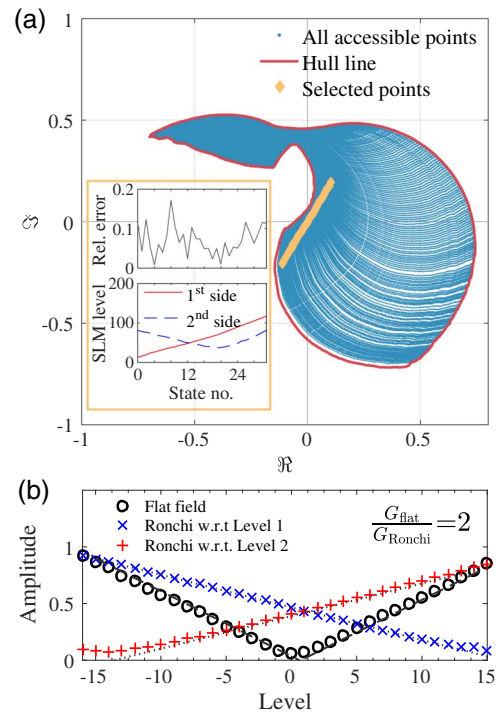 (a)
1
All accessible points
Hull line
Selected points
0.5
0
-0.5
-1
ℑ
-1 -0.5 0 0.5
ℜ
0.2
0.1
0
Rel. error
200
100
0
SLM level
1st side
2nd side
0 12 24
State no.
(b)
Flat field
Ronchi w.r.t Level 1
Ronchi w.r.t. Level 2
G_flat
G_Ronchi =2
1
0.5
0
Amplitude
-15 -10 -5 0 5 10 15
Level